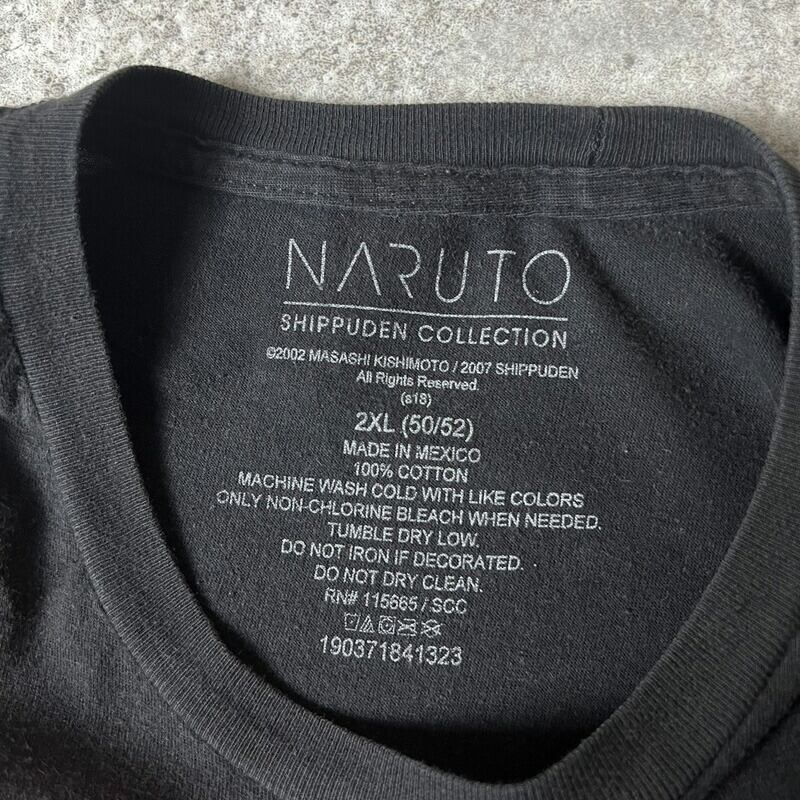 NARUTO
SHIPPUDEN COLLECTION
©2002 MASASHI KISHIMOTO / 2007 SHIPPUDEN
All Rights Reserved.
(s18)
2XL (50/52)
MADE IN MEXICO
100% COTTON
MACHINE WASH COLD WITH LIKE COLORS
ONLY NON-CHLORINE BLEACH WHEN NEEDED.
TUMBLE DRY LOW.
DO NOT IRON IF DECORATED.
DO NOT DRY CLEAN.
RN# 115665 / SCC
190371841323